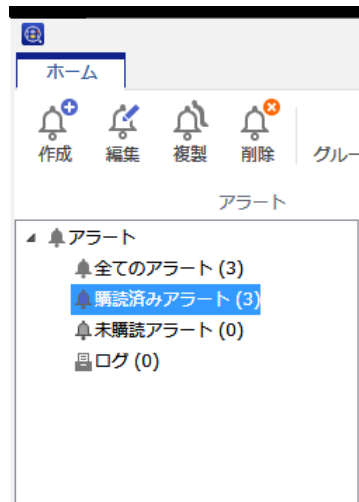 ホーム
作成 編集 複製 削除 グルー
アラート
アラート
全てのアラート (3)
購読済みアラート (3)
未購読アラート (0)
ログ (0)